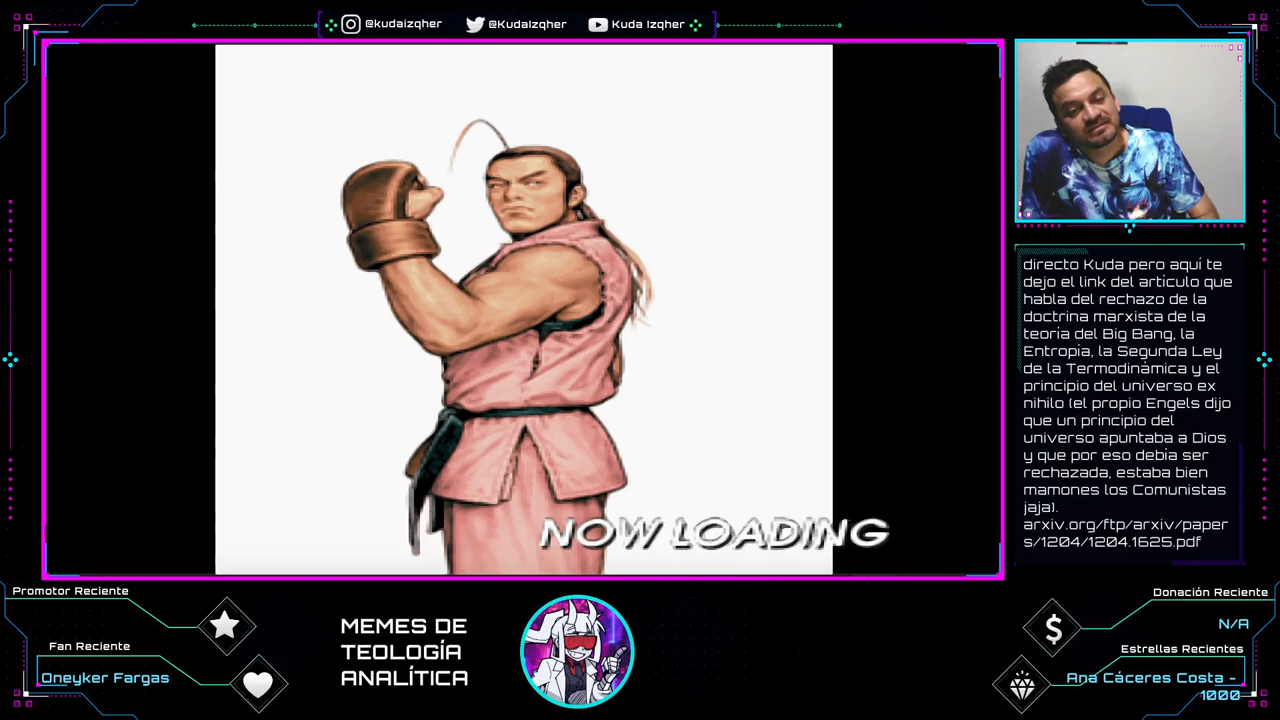 @kudaizqher
@KudaIzqher
Kuda Izqher
directo Kuda pero aquí te
dejo el link del artículo que
habla del rechazo de la
doctrina marxista de la
teoría del Big Bang, la
Entropia, la Segunda Ley
de la Termodinámica y el
principio del universo ex
nihilo (el propio Engels dijo
que un principio del
universo apuntaba a Dios
y que por eso debía ser
rechazada, estaba bien
mamones los Comunistas
jaja).
arxiv.org/ftp/arxiv/paper
s/1204/1204.1625.pdf
NOW LOADING
Promotor Reciente
Fan Reciente
Oneyker Fargas
MEMES DE
TEOLOGÍA
ANALÍTICA
Donación Reciente
N/A
Estrellas Recientes
Ana Cáceres Costa -
1000